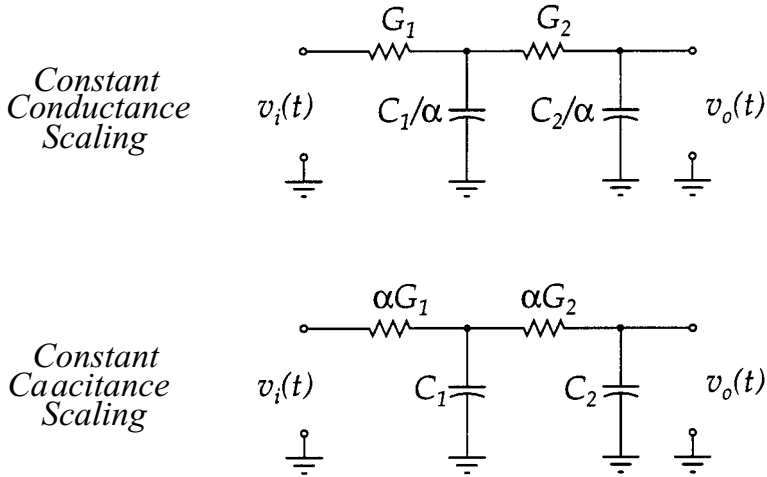 G₁
G₂
Constant
Conductance
Scaling
vᵢ(t)
C₁/α
C₂/α
vₒ(t)
αG₁
αG₂
Constant
Caacitance
Scaling
vᵢ(t)
C₁
C₂
vₒ(t)